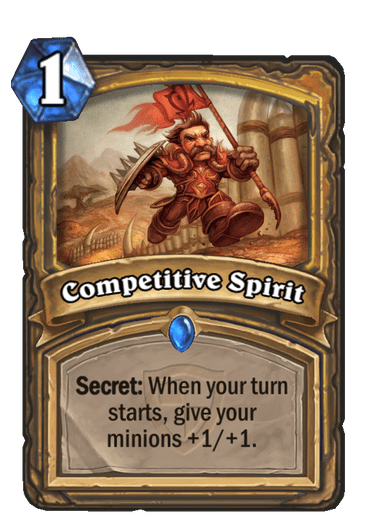 1
Competitive Spirit
Secret: When your turn
starts, give your
minions +1/+1.